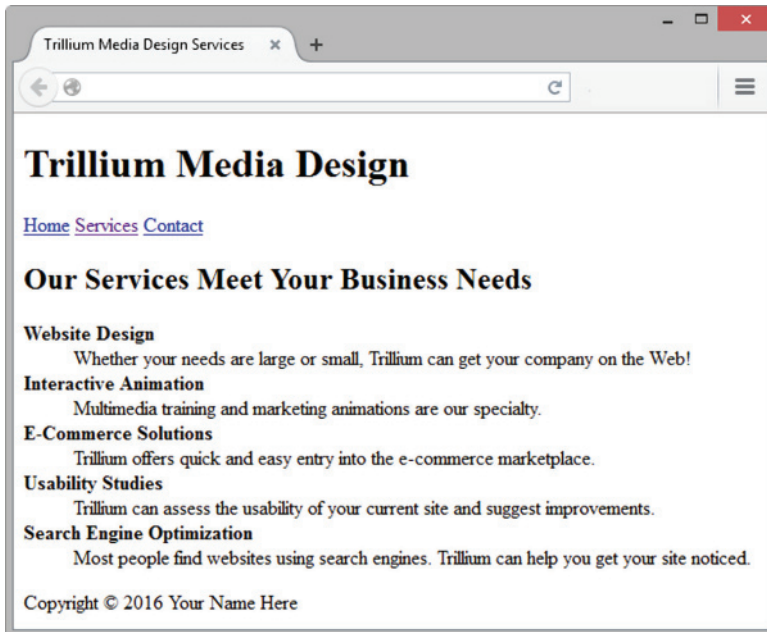 Trillium Media Design Services
Trillium Media Design
Home Services Contact
Our Services Meet Your Business Needs
Website Design
Whether your needs are large or small, Trillium can get your company on the Web!
Interactive Animation
Multimedia training and marketing animations are our specialty.
E-Commerce Solutions
Trillium offers quick and easy entry into the e-commerce marketplace.
Usability Studies
Trillium can assess the usability of your current site and suggest improvements.
Search Engine Optimization
Most people find websites using search engines. Trillium can help you get your site noticed.
Copyright © 2016 Your Name Here